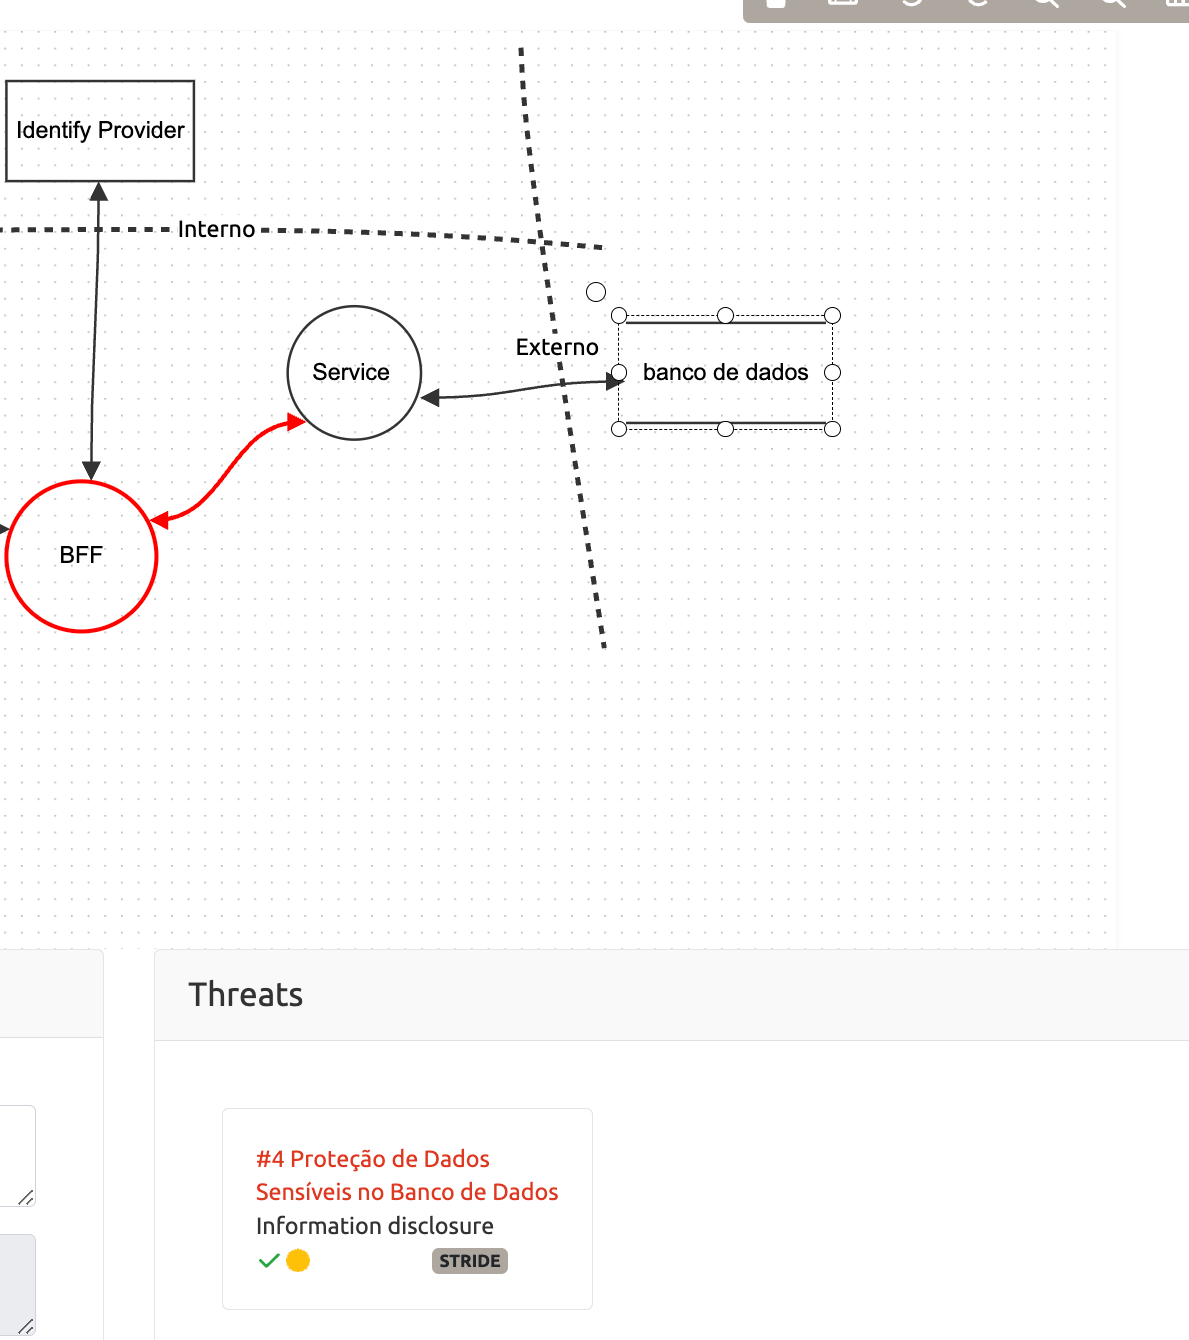 Identify Provider
Interno
Externo
Service
banco de dados
BFF
Threats
#4 Proteção de Dados
Sensíveis no Banco de Dados
Information disclosure
STRIDE